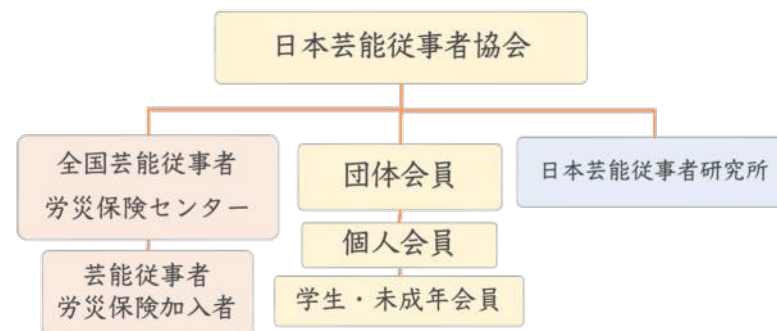 日本芸能従事者協会
全国芸能従事者
労災保険センター
団体会員
日本芸能従事者研究所
個人会員
芸能従事者
労災保険加入者
学生・未成年会員